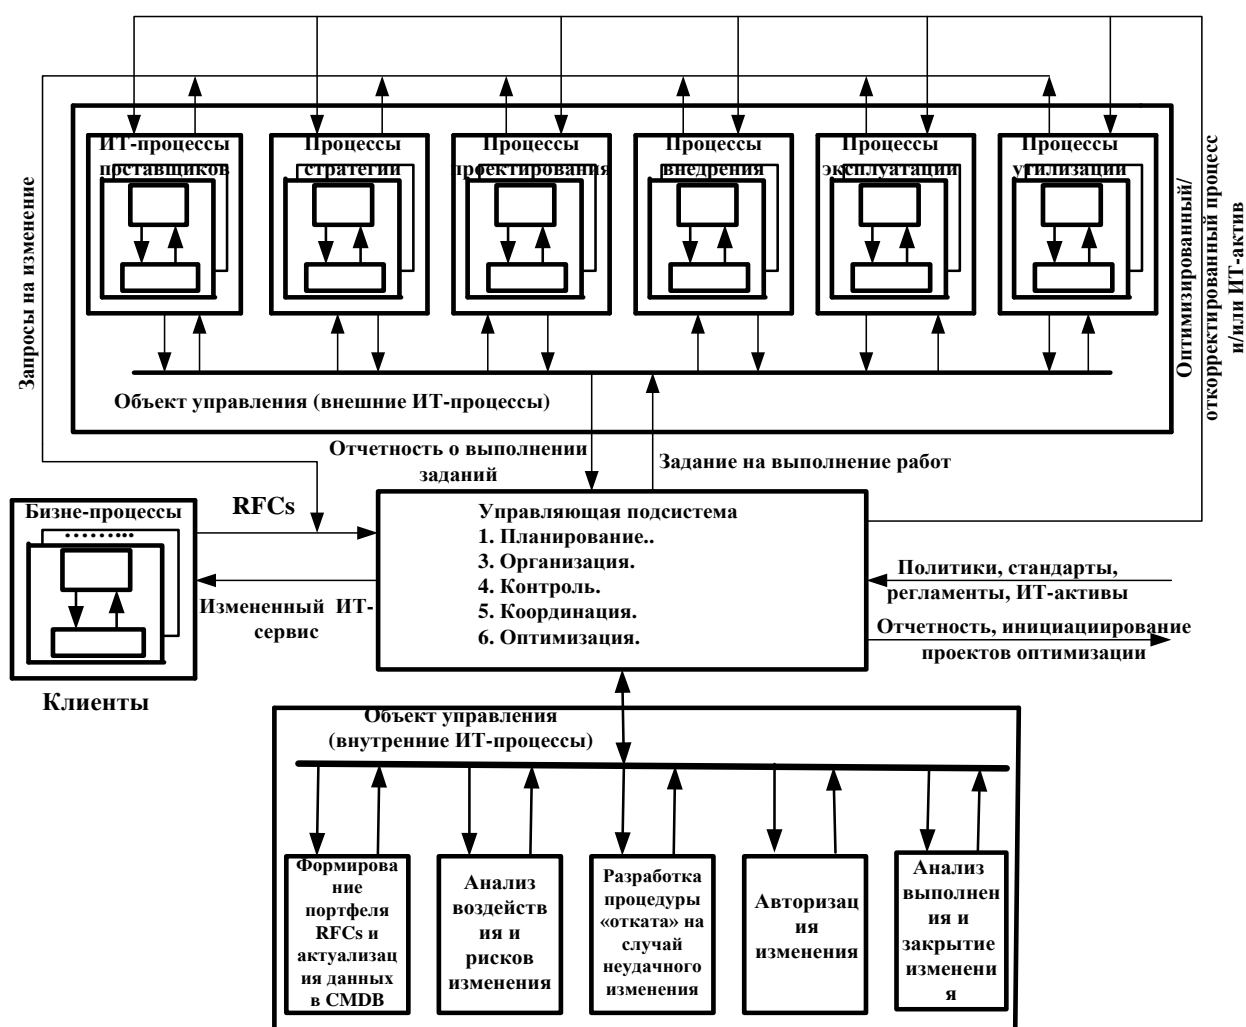 ИТ-процессы
поставщиков
Процессы
стратегии
Процессы
проектирования
Процессы
внедрения
Процессы
эксплуатации
Процессы
утилизации
Запросы на изменение
Оптимизированный/
откорректированный процесс
и/или ИТ-актив
Объект управления (внешние ИТ-процессы)
Отчетность о выполнении
заданий
Задание на выполнение работ
Бизне-процессы
RFCs
Измененный ИТ-
сервис
Клиенты
Управляющая подсистема
1. Планирование..
3. Организация.
4. Контроль.
5. Координация.
6. Оптимизация.
Политики, стандарты,
регламенты, ИТ-активы
Отчетность, инициациирование
проектов оптимизации
Объект управления
(внутренние ИТ-процессы)
Формирова
ние
портфеля
RFCs и
актуализац
ия данных
в CMDB
Анализ
воздейств
ия и
рисков
изменения
Разработка
процедуры
«отката» на
случай
неудачного
изменения
Авторизац
ия
изменения
Анализ
выполнен
ия и
закрытие
изменени
я